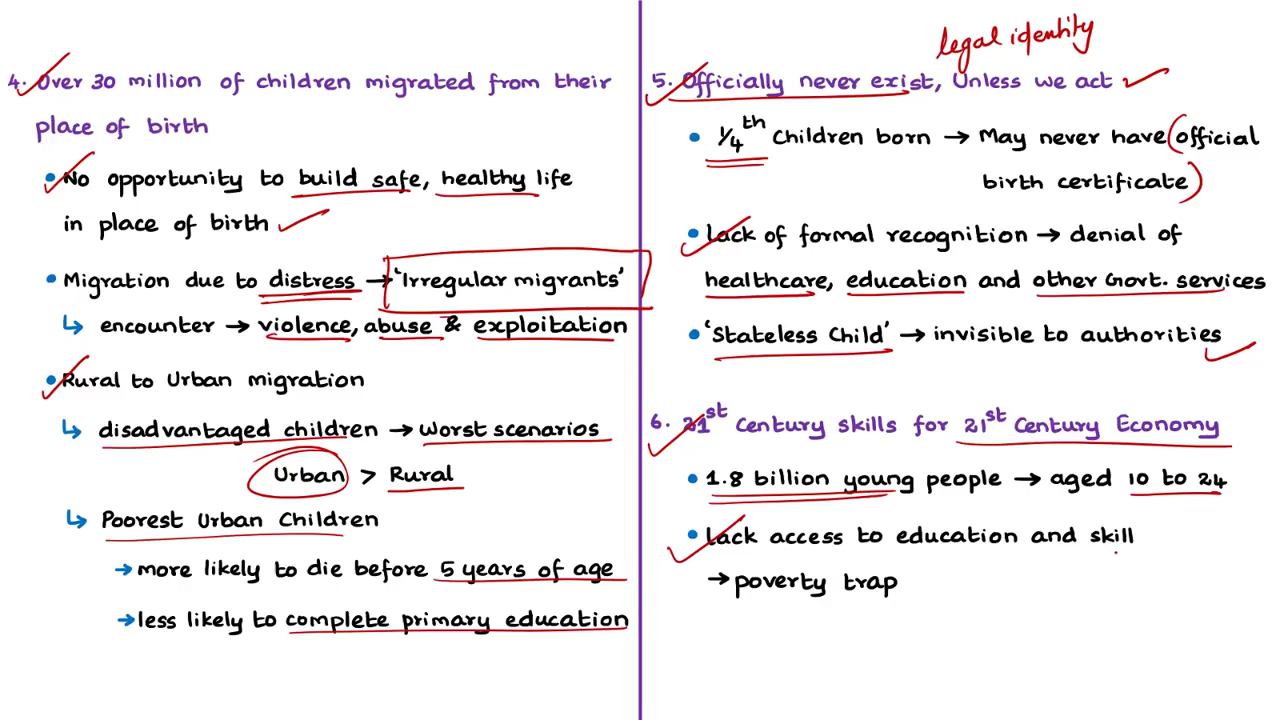 4. Over 30 million of children migrated from their
place of birth
• No opportunity to build safe, healthy life
in place of birth
• Migration due to distress → 'Irregular migrants'
↳ encounter → violence, abuse & exploitation
• Rural to Urban migration
↳ disadvantaged children → worst scenarios
Urban > Rural
↳ Poorest Urban Children
→ more likely to die before 5 years of age
→ less likely to complete primary education
legal identity
5. Officially never exist, Unless we act
• 1/4th Children born → May never have (official
birth certificate)
• lack of formal recognition → denial of
healthcare, education and other Govt. services
• 'Stateless Child' → invisible to authorities
6. 21st Century skills for 21st Century Economy
• 1.8 billion young people → aged 10 to 24
• lack access to education and skill
→ poverty trap